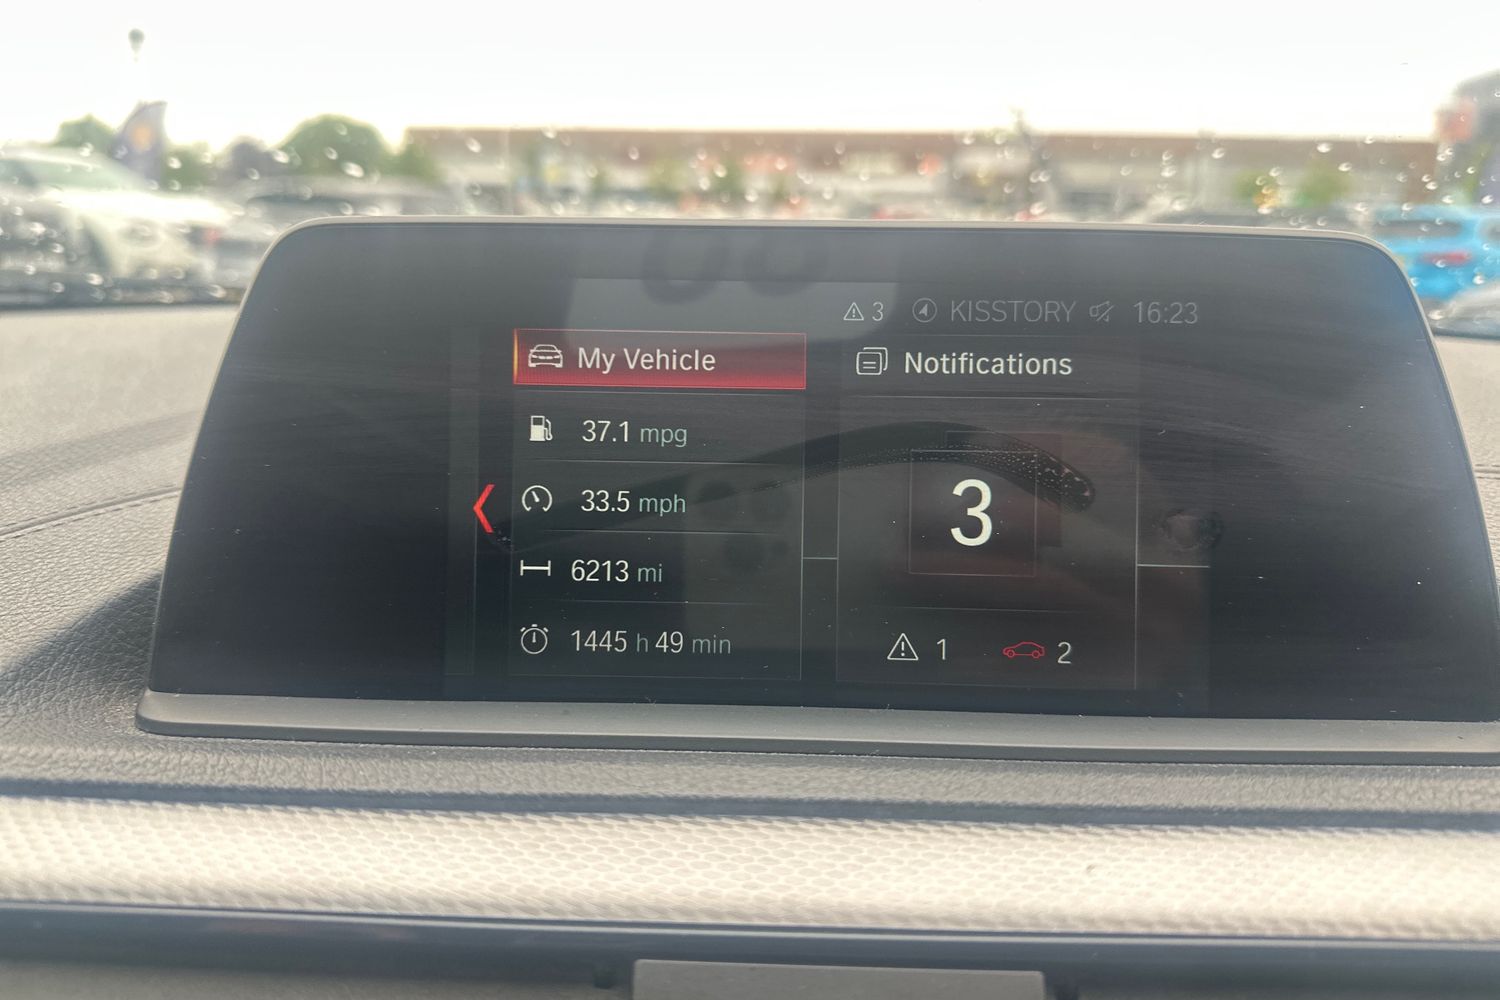 3 KISSTORY 16:23
My Vehicle
37.1 mpg
33.5 mph
6213 mi
1445 h 49 min
Notifications
3
1 2